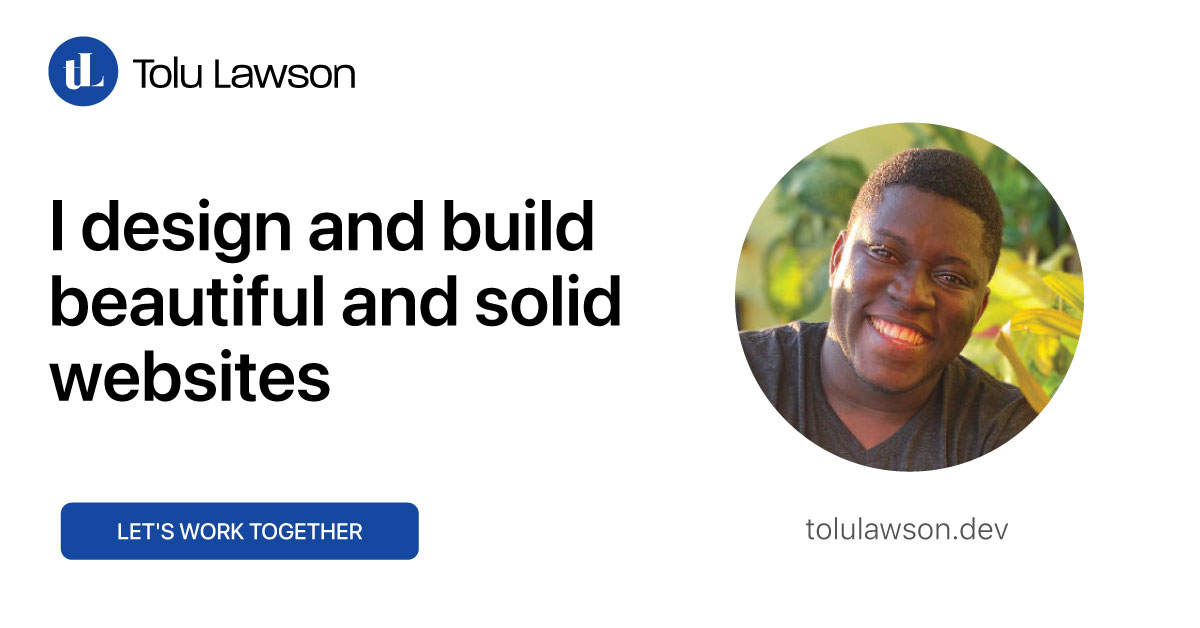 tL
Tolu Lawson
I design and build
beautiful and solid
websites
LET'S WORK TOGETHER
tolulawson.dev